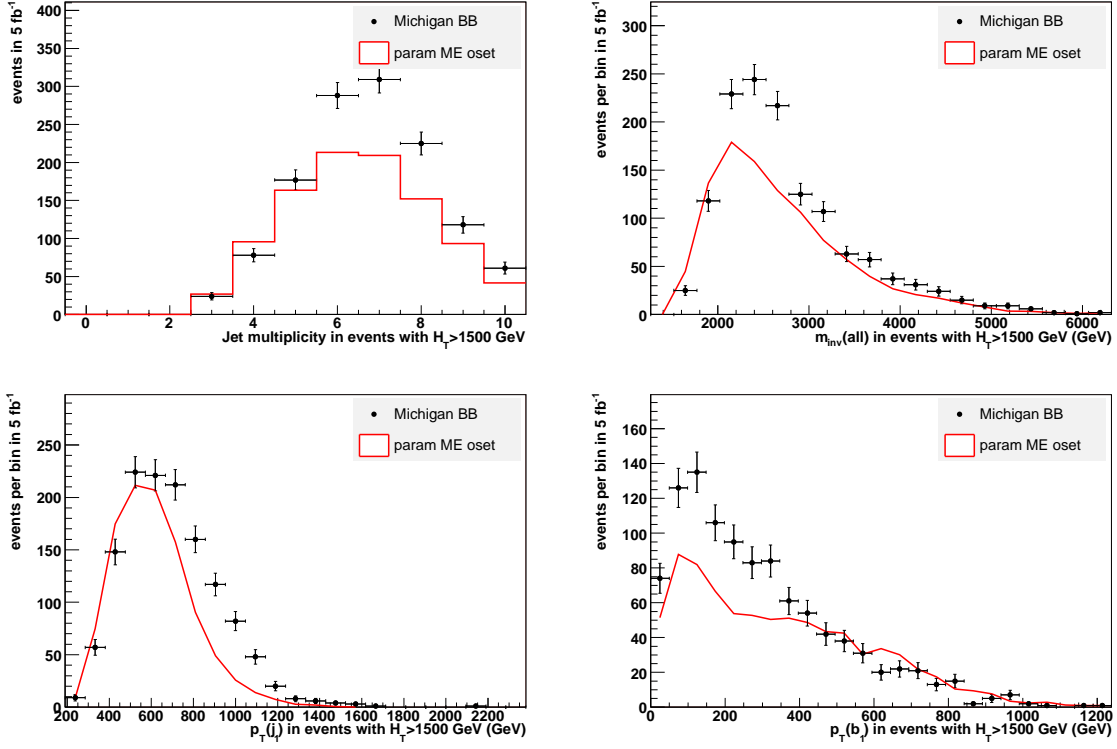 events in 5 fb-1
400
350
300
250
200
150
100
50
0
0 2 4 6 8 10
Jet multiplicity in events with HT>1500 GeV
Michigan BB
param ME oset
events per bin in 5 fb-1
300
250
200
150
100
50
0
2000 3000 4000 5000 6000
minv(all) in events with HT>1500 GeV (GeV)
Michigan BB
param ME oset
events per bin in 5 fb-1
250
200
150
100
50
0
200 400 600 800 1000 1200 1400 1600 1800 2000 2200
pT(j1) in events with HT>1500 GeV (GeV)
Michigan BB
param ME oset
events per bin in 5 fb-1
160
140
120
100
80
60
40
20
0
0 200 400 600 800 1000 1200
pT(b1) in events with HT>1500 GeV (GeV)
Michigan BB
param ME oset